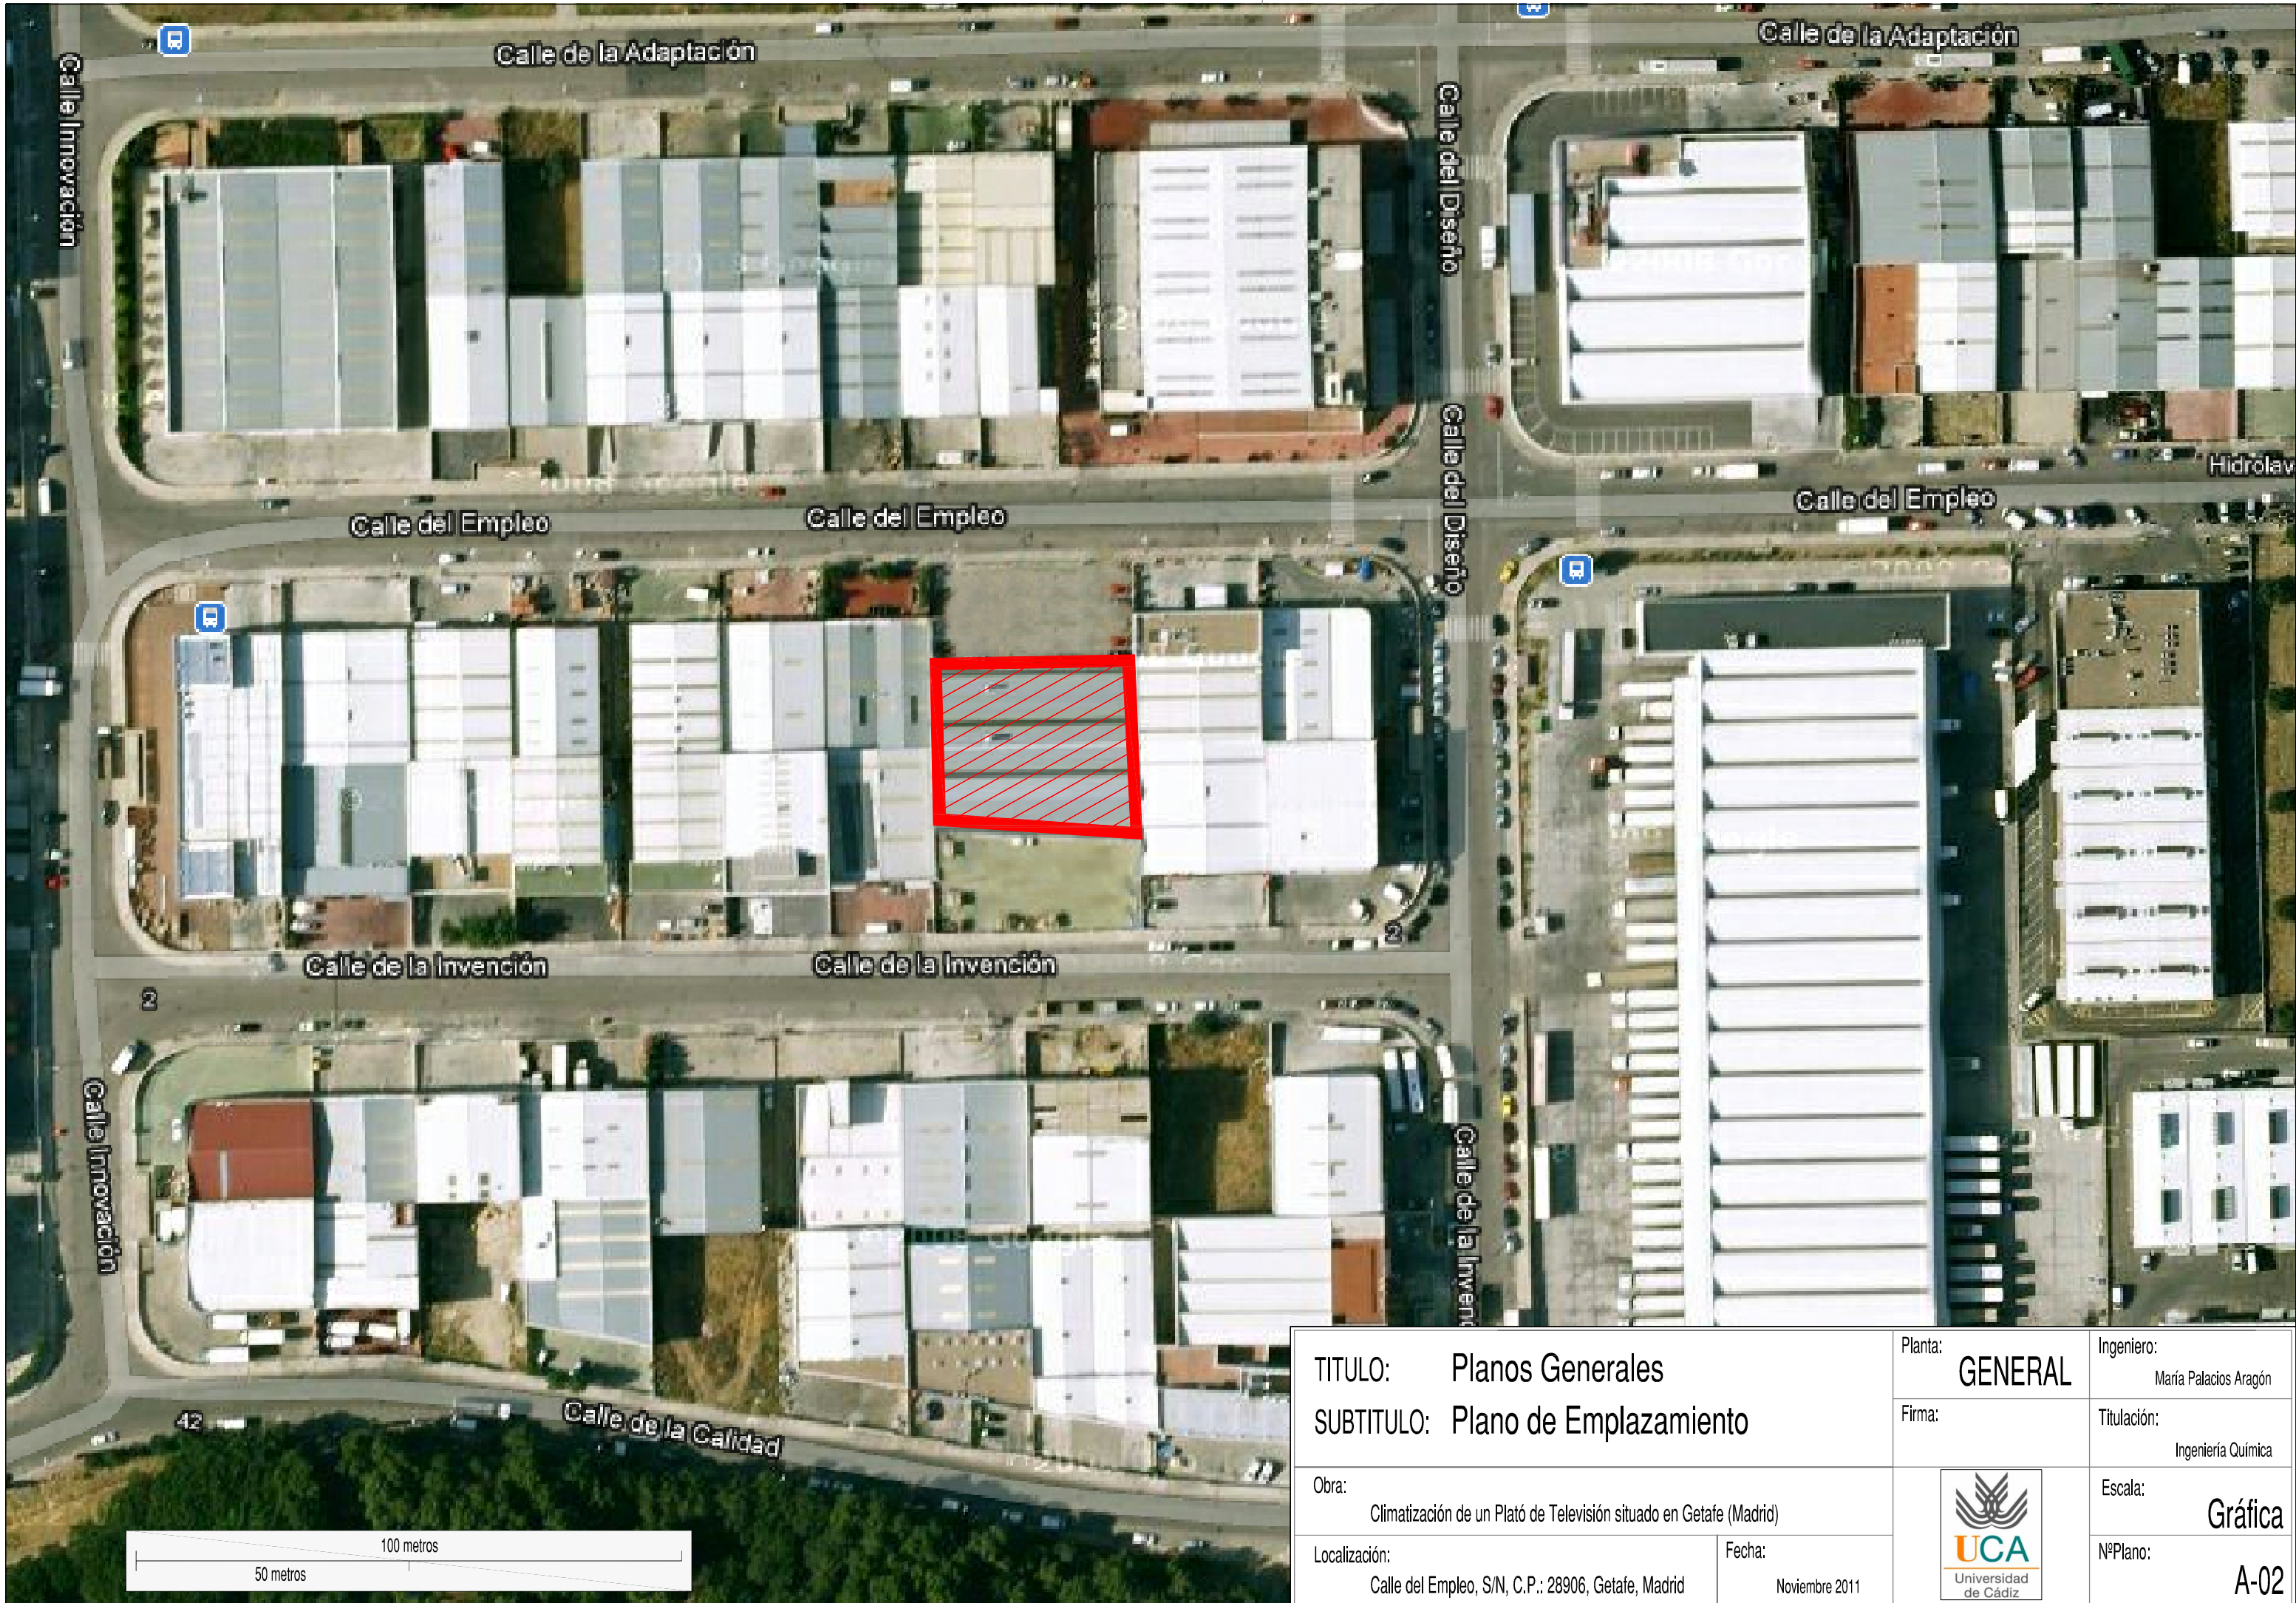 Calle de la Adaptación
Calle de la Adaptación
Calle Innovación
Calle del Diseño
Calle del Diseño
Hidrolav
Calle del Empleo
Calle del Empleo
Calle del Empleo
2
Calle de la Invención
Calle de la Invención
2
Calle Innovación
Calle de la Invenc
42
Calle de la Calidad
100 metros
50 metros
TITULO: Planos Generales
SUBTITULO: Plano de Emplazamiento
Planta:
GENERAL
Ingeniero:
María Palacios Aragón
Firma:
Titulación:
Ingeniería Química
Obra:
Climatización de un Plató de Televisión situado en Getafe (Madrid)
Escala:
Gráfica
Localización:
Calle del Empleo, S/N, C.P.: 28906, Getafe, Madrid
Fecha:
Noviembre 2011
UCA
Universidad
de Cádiz
NºPlano:
A-02